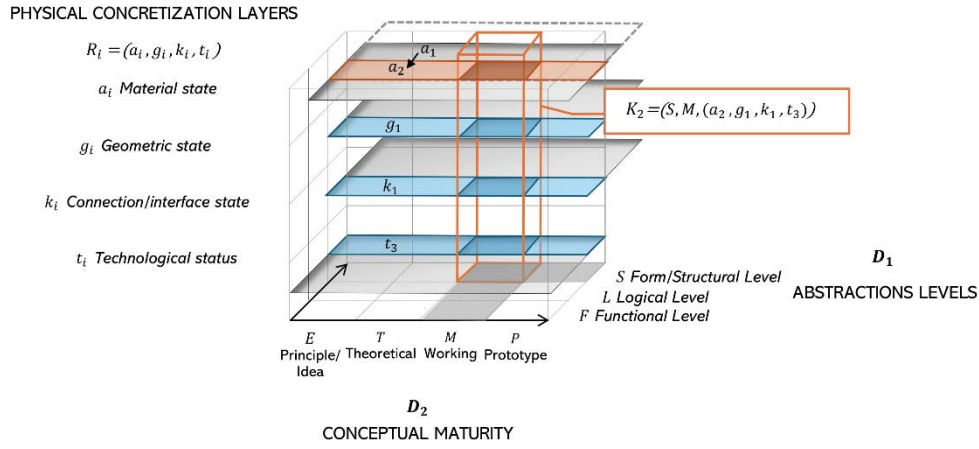 PHYSICAL CONCRETIZATION LAYERS
R_i = (a_i, g_i, k_i, t_i)
a_i Material state
g_i Geometric state
k_i Connection/interface state
t_i Technological status
a_1
a_2
g_1
k_1
t_3
K_2=(S, M, (a_2, g_1, k_1, t_3))
S Form/Structural Level
L Logical Level
F Functional Level
D_1
ABSTRACTIONS LEVELS
E T M P
Principle/ Theoretical Working Prototype
Idea
D_2
CONCEPTUAL MATURITY